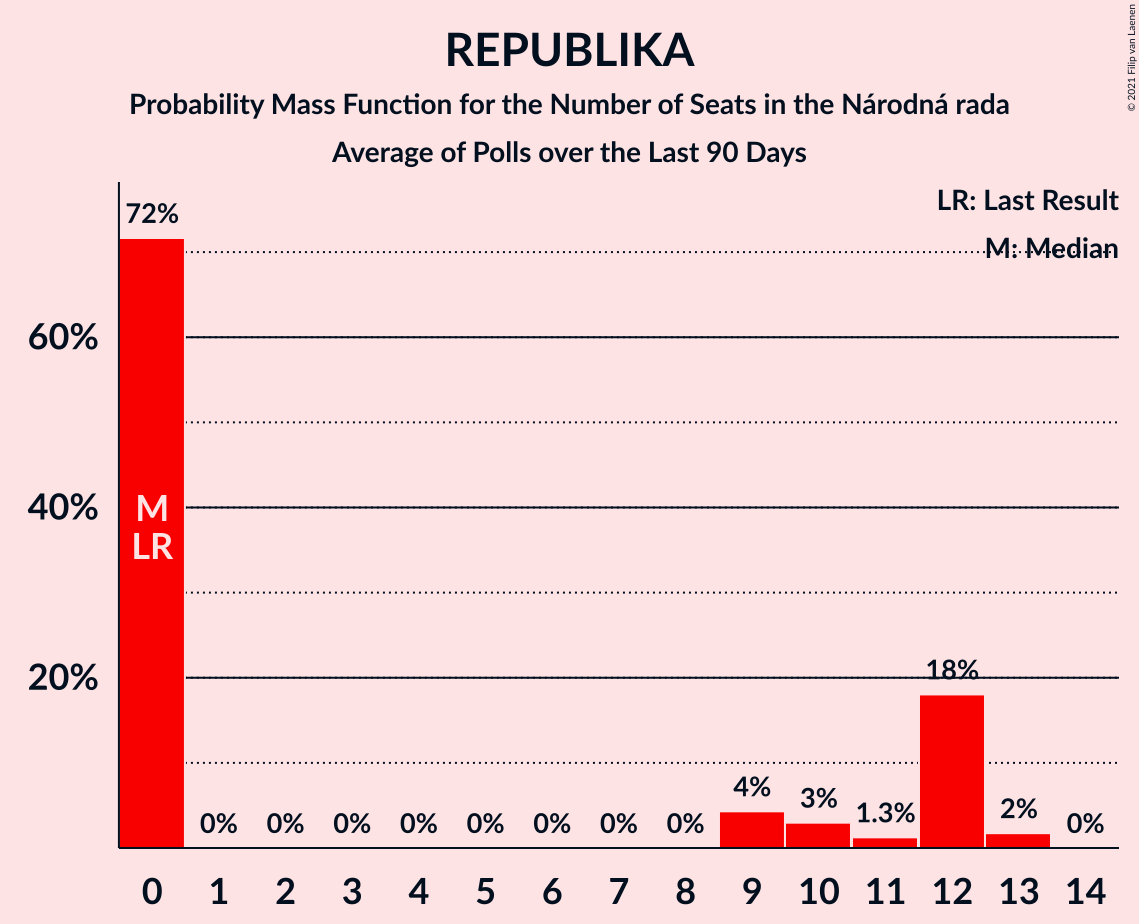 REPUBLIKA
Probability Mass Function for the Number of Seats in the Národná rada
Average of Polls over the Last 90 Days
© 2021 Filip van Laenen
LR: Last Result
M: Median
72%
60%
40%
20%
M
LR
0% 0% 0% 0% 0% 0% 0% 0% 4% 3% 1.3% 18% 2% 0%
0 1 2 3 4 5 6 7 8 9 10 11 12 13 14